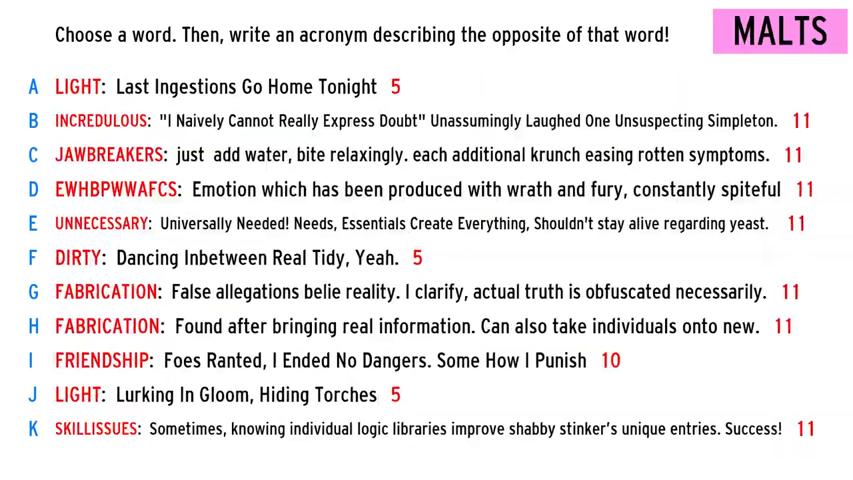 Choose a word. Then, write an acronym describing the opposite of that word!
MALTS
A LIGHT: Last Ingestions Go Home Tonight 5
B INCREDULOUS: "I Naively Cannot Really Express Doubt" Unassumingly Laughed One Unsuspecting Simpleton. 11
C JAWBREAKERS: just add water, bite relaxingly. each additional krunch easing rotten symptoms. 11
D EWHBPWWAFCS: Emotion which has been produced with wrath and fury, constantly spiteful 11
E UNNECESSARY: Universally Needed! Needs, Essentials Create Everything, Shouldn't stay alive regarding yeast. 11
F DIRTY: Dancing Inbetween Real Tidy, Yeah. 5
G FABRICATION: False allegations belie reality. I clarify, actual truth is obfuscated necessarily. 11
H FABRICATION: Found after bringing real information. Can also take individuals onto new. 11
I FRIENDSHIP: Foes Ranted, I Ended No Dangers. Some How I Punish 10
J LIGHT: Lurking In Gloom, Hiding Torches 5
K SKILLISSUES: Sometimes, knowing individual logic libraries improve shabby stinker's unique entries. Success! 11